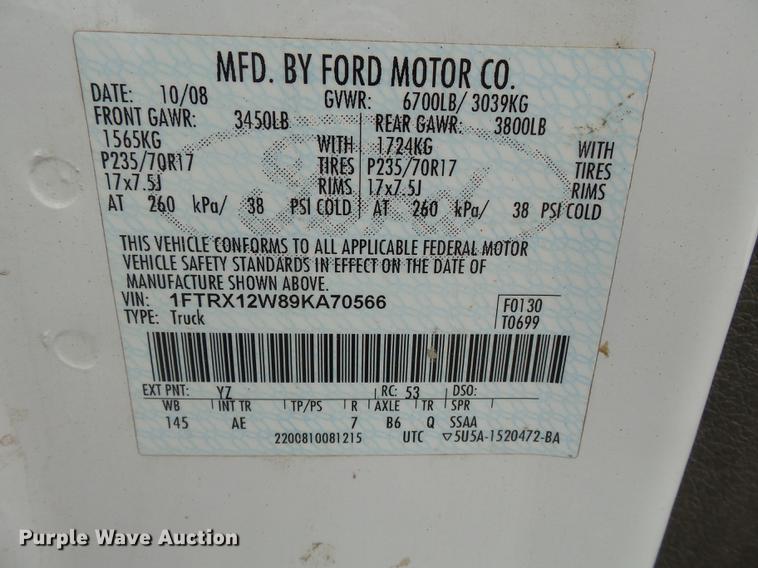 MFD. BY FORD MOTOR CO.
DATE: 10/08 GVWR: 6700LB/ 3039KG
FRONT GAWR: 3450LB REAR GAWR: 3800LB
1565KG WITH 1724KG WITH
P235/70R17 TIRES P235/70R17 TIRES
17x7.5J RIMS 17x7.5J RIMS
AT 260 kPa/ 38 PSI COLD AT 260 kPa/ 38 PSI COLD
THIS VEHICLE CONFORMS TO ALL APPLICABLE FEDERAL MOTOR
VEHICLE SAFETY STANDARDS IN EFFECT ON THE DATE OF
MANUFACTURE SHOWN ABOVE.
VIN: 1FTRX12W89KA70566 F0130
TYPE: Truck T0699
EXT PNT: YZ RC: 53 DSO:
WB INT TR TP/PS R AXLE TR SPR
145 AE 7 B6 Q SSAA
2200810081215 UTC ▽5U5A-1520472-BA
Ford
Purple Wave Auction